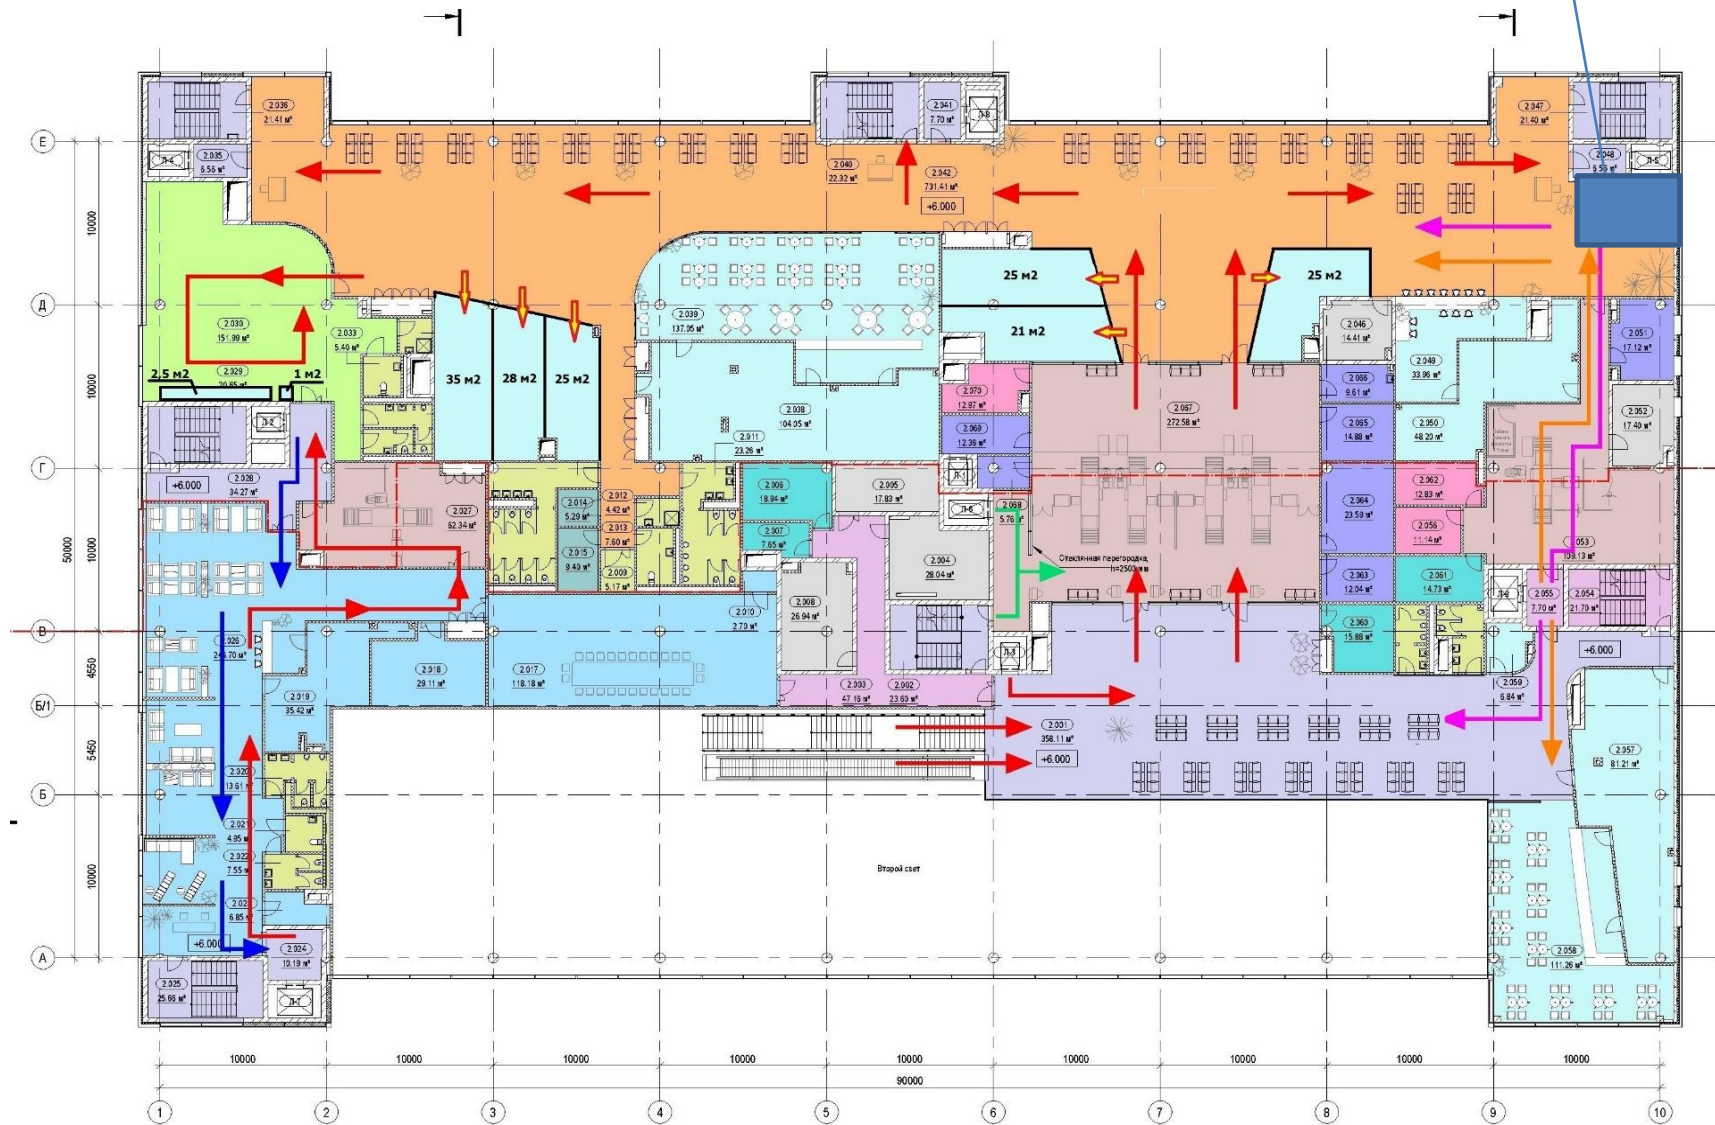 2.036
21.41 м²
2.041
7.70 м²
Л-8
2.047
21.40 м²
Е
Л-4
2.035
6.56 м²
2.040
22.32 м²
2.042
731.41 м²
+6.000
2.048
Л-5
10000
25 м2
25 м2
Д
2.030
151.99 м²
2.033
5.40 м²
2.039
137.05 м²
21 м2
2.046
14.41 м²
2.051
17.12 м²
2.049
33.96 м²
2.029
20.65 м²
2,5 м2
1 м2
35 м2
28 м2
25 м2
10000
2.070
12.97 м²
2.067
272.58 м²
2.066
9.61 м²
2.038
104.05 м²
2.052
17.40 м²
Л-2
2.011
23.26 м²
2.069
12.36 м²
2.065
14.88 м²
2.050
48.20 м²
Г
+6.000
2.028
34.27 м²
2.027
62.34 м²
2.014
5.29 м²
2.012
4.42 м²
2.006
18.94 м²
2.005
17.83 м²
Л-1
2.068
5.76 м²
Л-6
2.064
23.59 м²
2.062
12.83 м²
2.013
7.60 м²
2.007
7.65 м²
2.056
11.14 м²
2.053
50000
10000
2.015
9.40 м²
2.009
5.17 м²
2.004
28.04 м²
Стеклянная перегородка,
h=2500 мм
2.063
12.04 м²
2.061
14.73 м²
Л-9
2.055
7.70 м²
2.054
21.70 м²
2.010
2.70 м²
2.008
26.94 м²
В
2.026
2.060
15.88 м²
Л-3
+6.000
4550
2.018
29.11 м²
2.017
118.18 м²
2.019
35.42 м²
2.003
47.16 м²
2.002
23.60 м²
2.059
6.84 м²
Б/1
2.001
358.11 м²
+6.000
5450
2.057
81.21 м²
2.020
13.61 м²
Б
2.021
4.95 м²
2.022
7.55 м²
10000
Второй свет
6.85 м²
+6.000
2.024
10.19 м²
А
2.058
111.26 м²
2.025
25.66 м²
Л-7
10000
10000
10000
10000
10000
10000
10000
10000
10000
90000
1
2
3
4
5
6
7
8
9
10